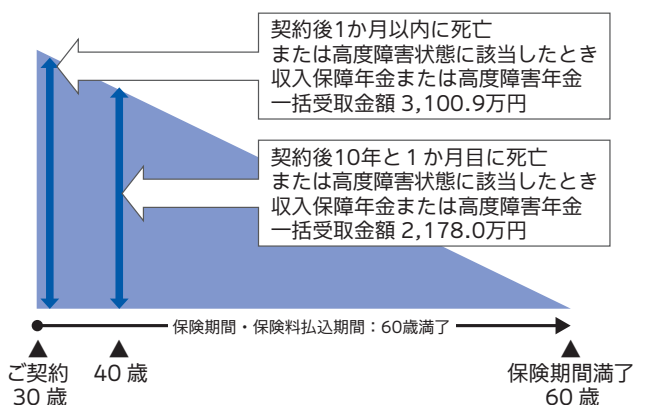 契約後1か月以内に死亡
または高度障害状態に該当したとき
収入保障年金または高度障害年金
一括受取金額 3,100.9万円
契約後10年と１か月目に死亡
または高度障害状態に該当したとき
収入保障年金または高度障害年金
一括受取金額 2,178.0万円
保険期間・保険料払込期間：60歳満了
ご契約
30 歳
40 歳
保険期間満了
60 歳